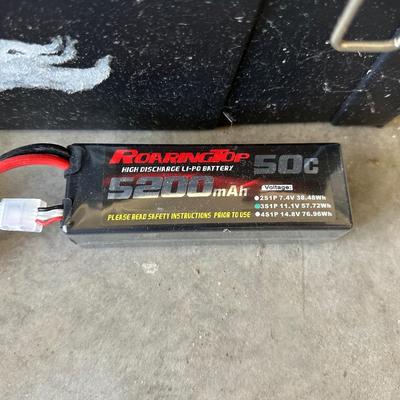 ROARINGTOP 50C
HIGH DISCHARGE LI-PO BATTERY
5200mAh
Voltage:
2S1P 7.4V 38.48Wh
3S1P 11.1V 57.72Wh
4S1P 14.8V 76.96Wh
PLEASE READ SAFETY INSTRUCTIONS PRIOR TO USE